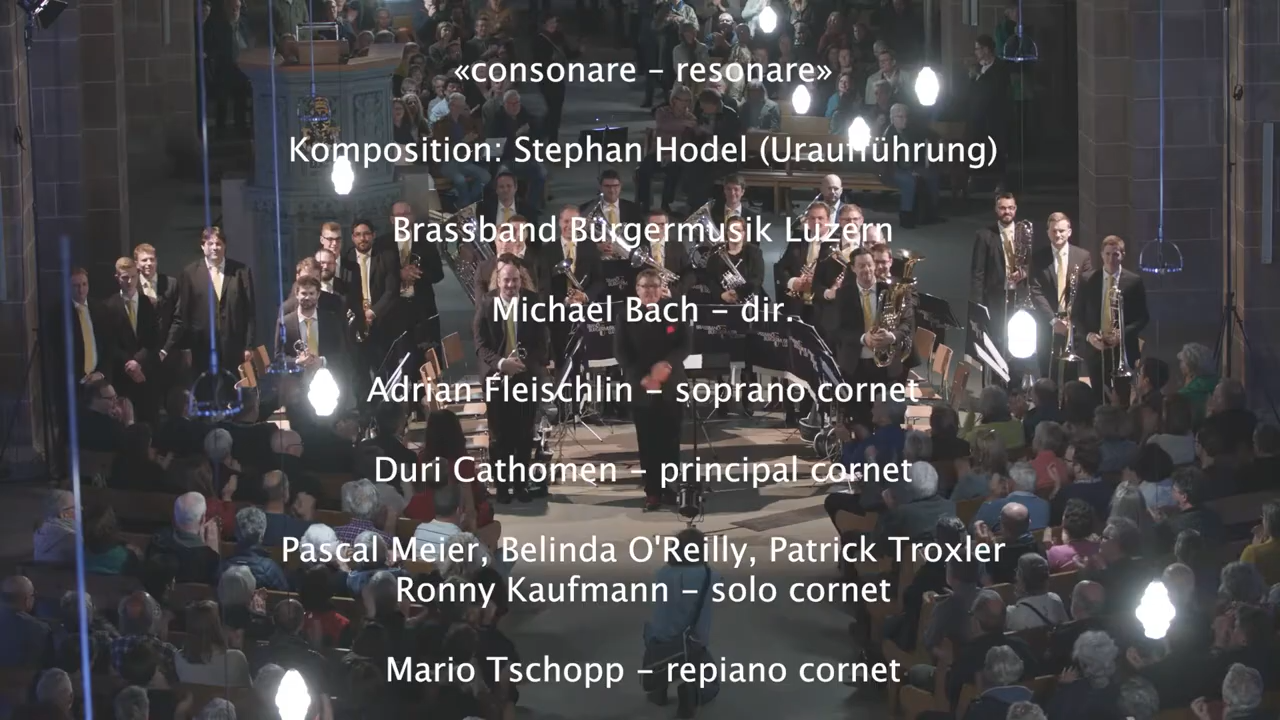 «consonare – resonare»
Komposition: Stephan Hodel (Uraufführung)
Brassband Bürgermusik Luzern
Michael Bach – dir.
Adrian Fleischlin – soprano cornet
Duri Cathomen – principal cornet
Pascal Meier, Belinda O'Reilly, Patrick Troxler
Ronny Kaufmann – solo cornet
Mario Tschopp – repiano cornet